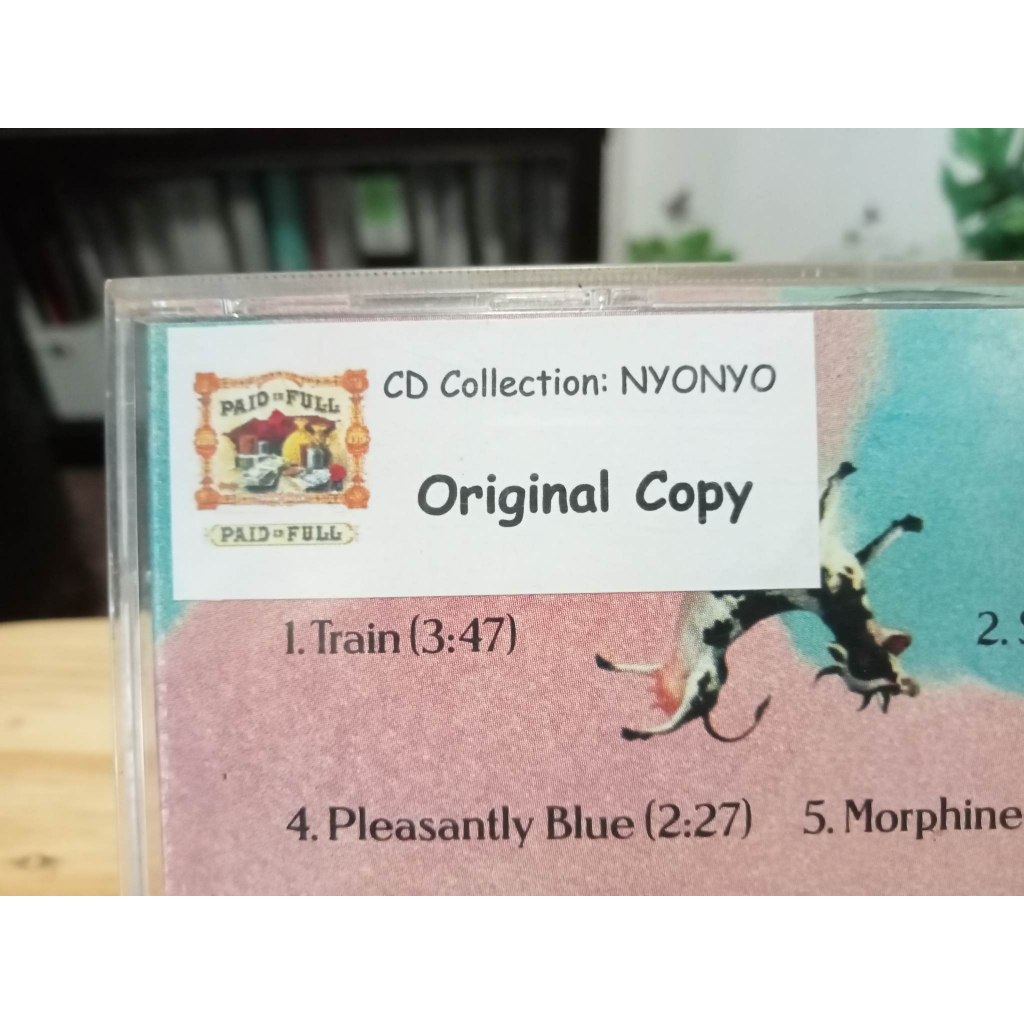 PAID IN FULL
CD Collection: NYONYO
Original Copy
PAID IN FULL
1. Train (3:47)
2. S
4. Pleasantly Blue (2:27)
5. Morphine